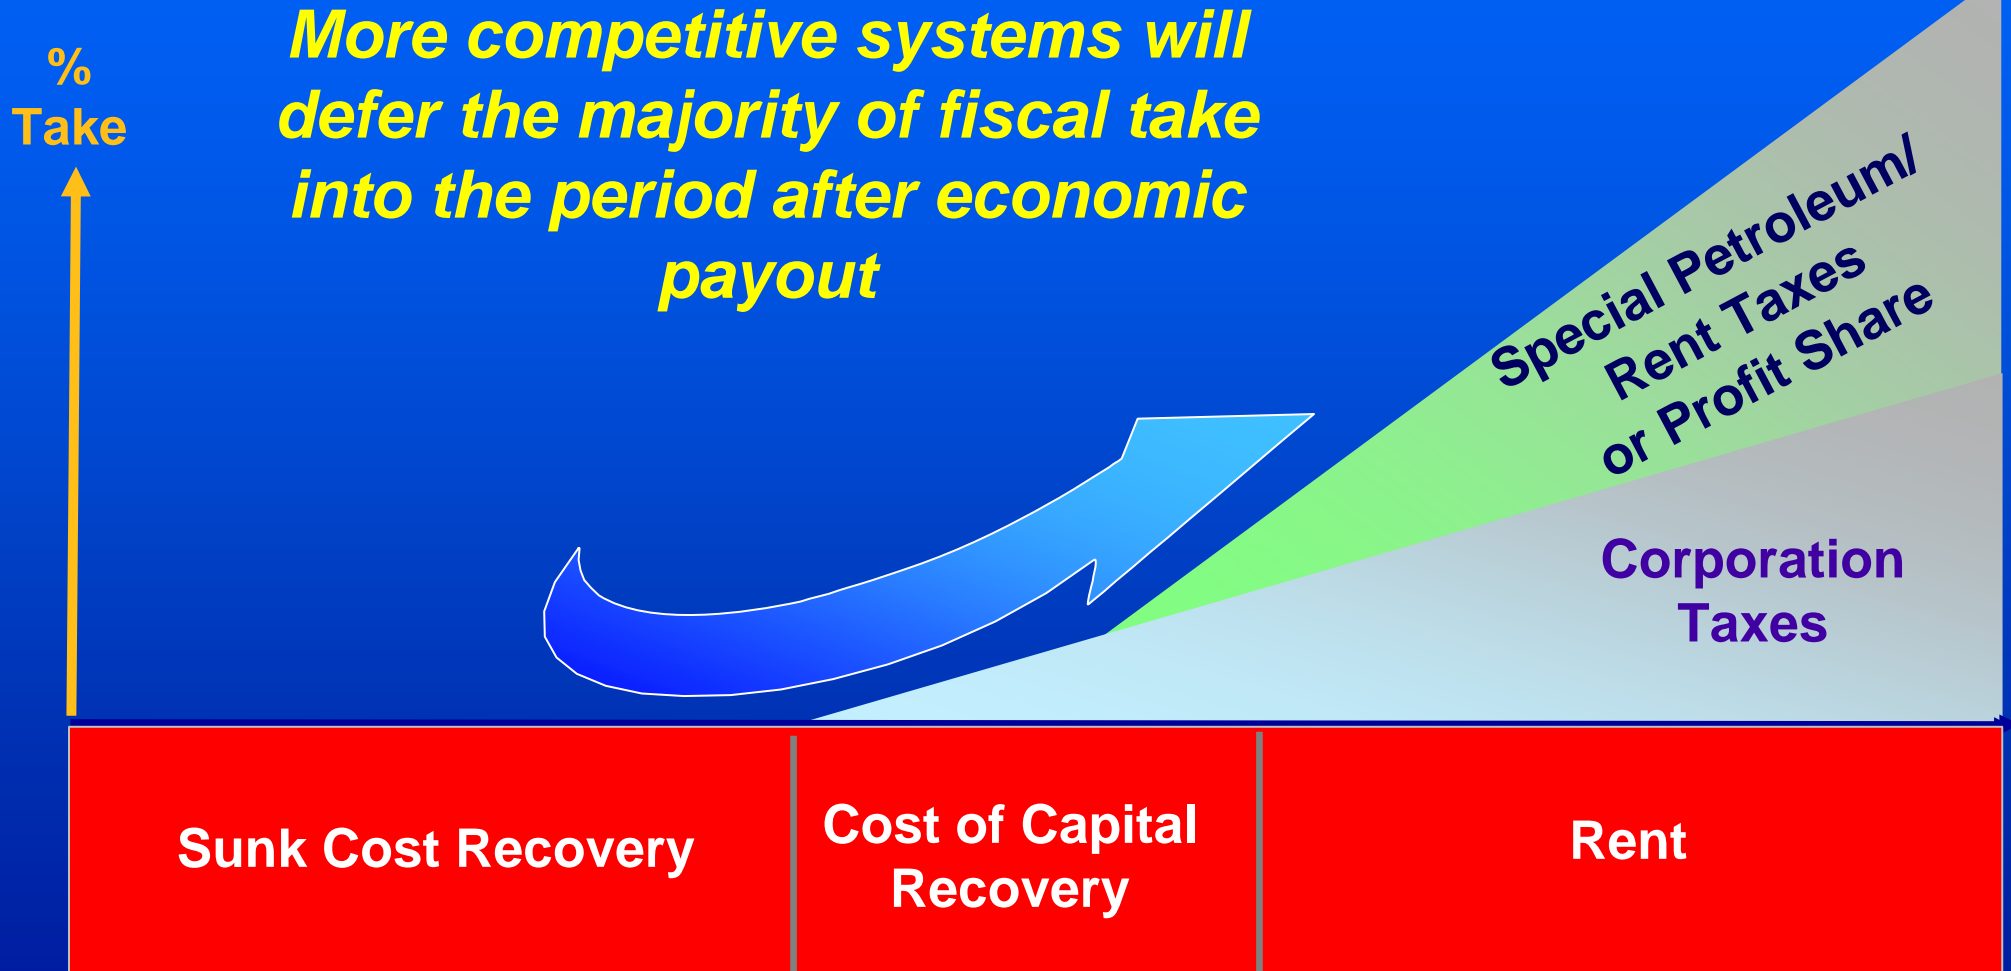 %
Take
More competitive systems will
defer the majority of fiscal take
into the period after economic
payout
Special Petroleum/
Rent Taxes
or Profit Share
Corporation
Taxes
Sunk Cost Recovery
Cost of Capital
Recovery
Rent